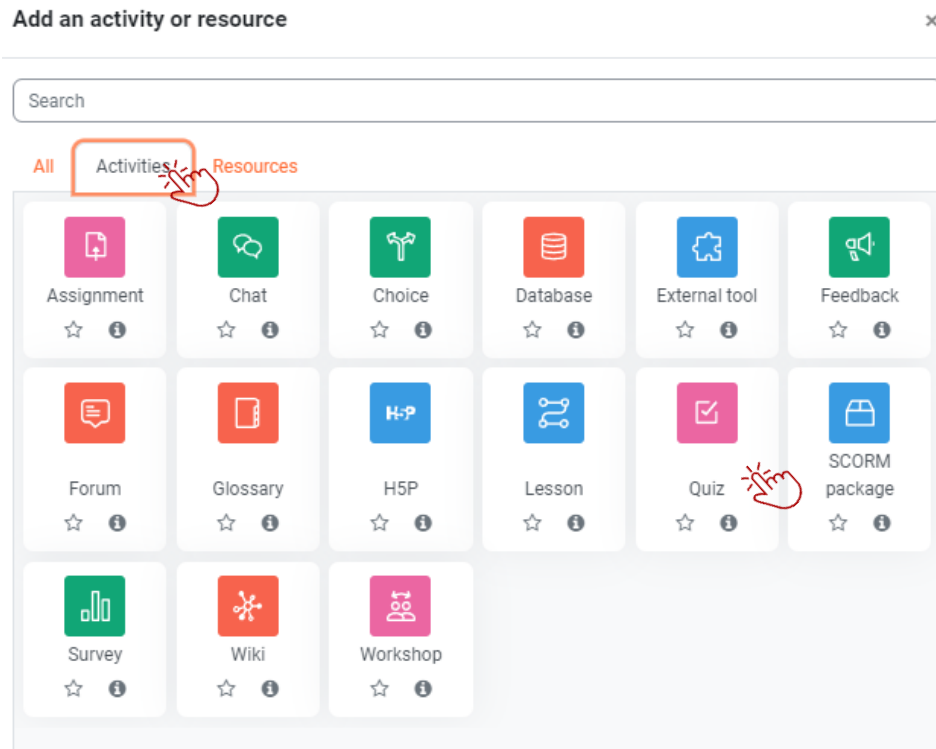 Add an activity or resource
×
Search
All Activities Resources
Assignment Chat Choice Database External tool Feedback
H5P
SCORM
Forum Glossary H5P Lesson Quiz package
Survey Wiki Workshop